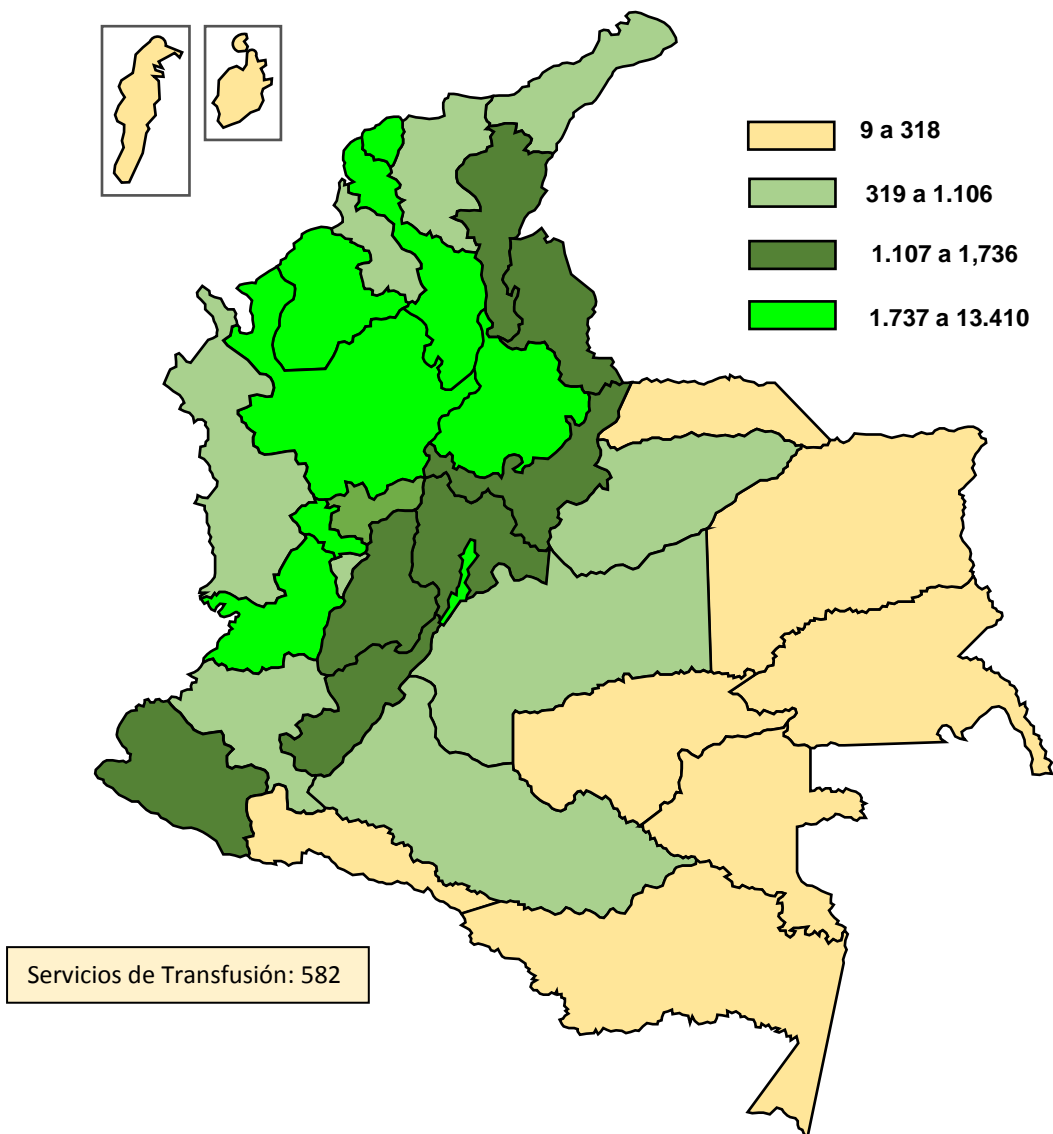 9 a 318
319 a 1.106
1.107 a 1,736
1.737 a 13.410
Servicios de Transfusión: 582